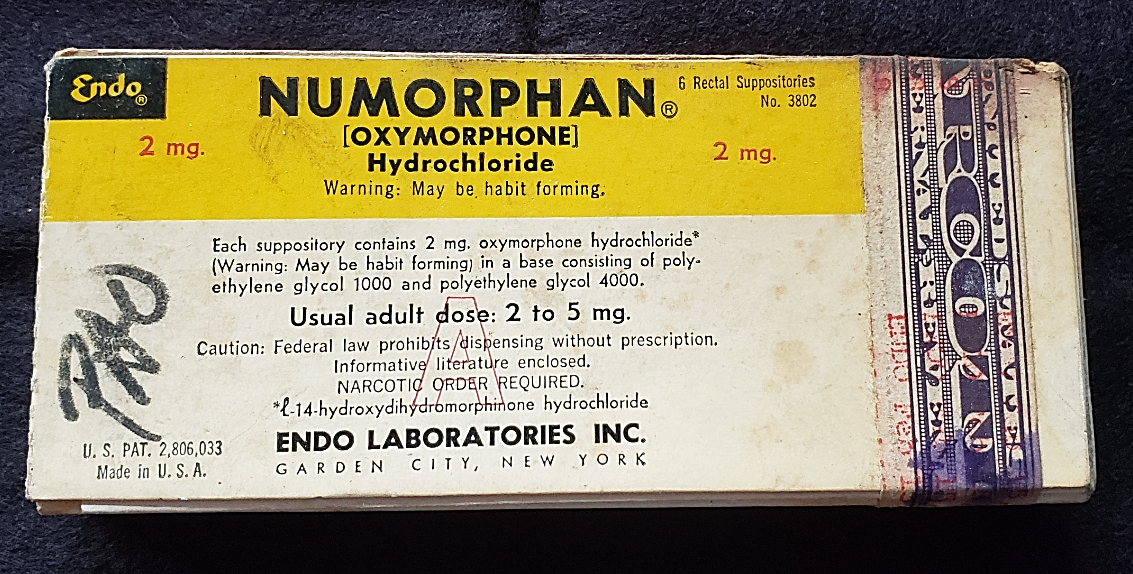 Endo®
NUMORPHAN®
6 Rectal Suppositories
No. 3802
[OXYMORPHONE]
2 mg.
2 mg.
Hydrochloride
Warning: May be habit forming.
Each suppository contains 2 mg. oxymorphone hydrochloride*
(Warning: May be habit forming) in a base consisting of poly-
ethylene glycol 1000 and polyethylene glycol 4000.
Usual adult dose: 2 to 5 mg.
Caution: Federal law prohibits dispensing without prescription.
Informative literature enclosed.
NARCOTIC ORDER REQUIRED.
A
*ℓ-14-hydroxydihydromorphinone hydrochloride
ENDO LABORATORIES INC.
GARDEN CITY, NEW YORK
U. S. PAT. 2,806,033
Made in U. S. A.